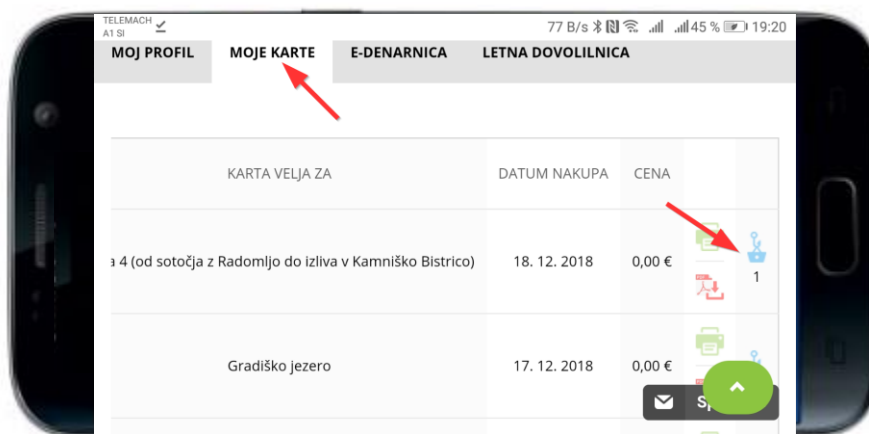 TELEMACH
A1 SI
77 B/s 45 % 19:20
MOJ PROFIL MOJE KARTE E-DENARNICA LETNA DOVOLILNICA
KARTA VELJA ZA DATUM NAKUPA CENA
a 4 (od sotočja z Radomljo do izliva v Kamniško Bistrico) 18. 12. 2018 0,00 € 1
Gradiško jezero 17. 12. 2018 0,00 €